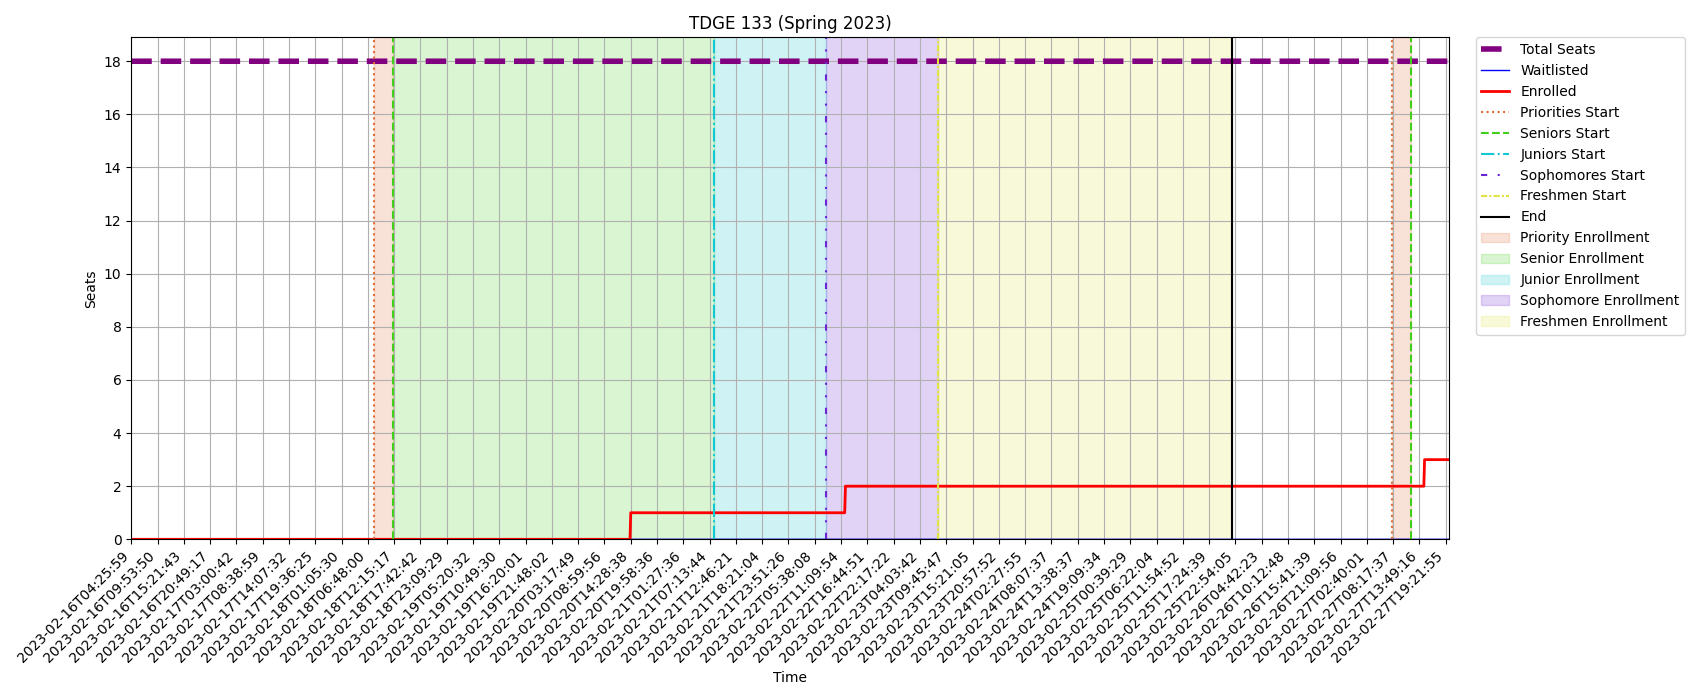 TDGE 133 (Spring 2023)
Seats
18
16
14
12
10
8
6
4
2
0
2023-02-16T04:25:59
2023-02-16T09:53:50
2023-02-16T15:21:43
2023-02-16T20:49:17
2023-02-17T03:00:42
2023-02-17T08:38:59
2023-02-17T14:07:32
2023-02-17T19:36:25
2023-02-18T01:05:30
2023-02-18T06:48:00
2023-02-18T12:15:17
2023-02-18T17:42:42
2023-02-18T23:09:29
2023-02-19T05:20:32
2023-02-19T10:49:30
2023-02-19T16:20:01
2023-02-19T21:48:02
2023-02-20T03:17:49
2023-02-20T08:59:56
2023-02-20T14:28:38
2023-02-20T19:58:36
2023-02-21T01:27:36
2023-02-21T07:13:44
2023-02-21T12:46:21
2023-02-21T18:21:04
2023-02-21T23:51:26
2023-02-22T05:38:08
2023-02-22T11:09:54
2023-02-22T16:44:51
2023-02-22T22:17:22
2023-02-23T04:03:42
2023-02-23T09:45:47
2023-02-23T15:21:05
2023-02-23T20:57:52
2023-02-24T02:27:55
2023-02-24T08:07:37
2023-02-24T13:38:37
2023-02-24T19:09:34
2023-02-25T00:39:29
2023-02-25T06:22:04
2023-02-25T11:54:52
2023-02-25T17:24:39
2023-02-25T22:54:05
2023-02-26T04:42:23
2023-02-26T10:12:48
2023-02-26T15:41:39
2023-02-26T21:09:56
2023-02-27T02:40:01
2023-02-27T08:17:37
2023-02-27T13:49:16
2023-02-27T19:21:55
Time
Total Seats
Waitlisted
Enrolled
Priorities Start
Seniors Start
Juniors Start
Sophomores Start
Freshmen Start
End
Priority Enrollment
Senior Enrollment
Junior Enrollment
Sophomore Enrollment
Freshmen Enrollment